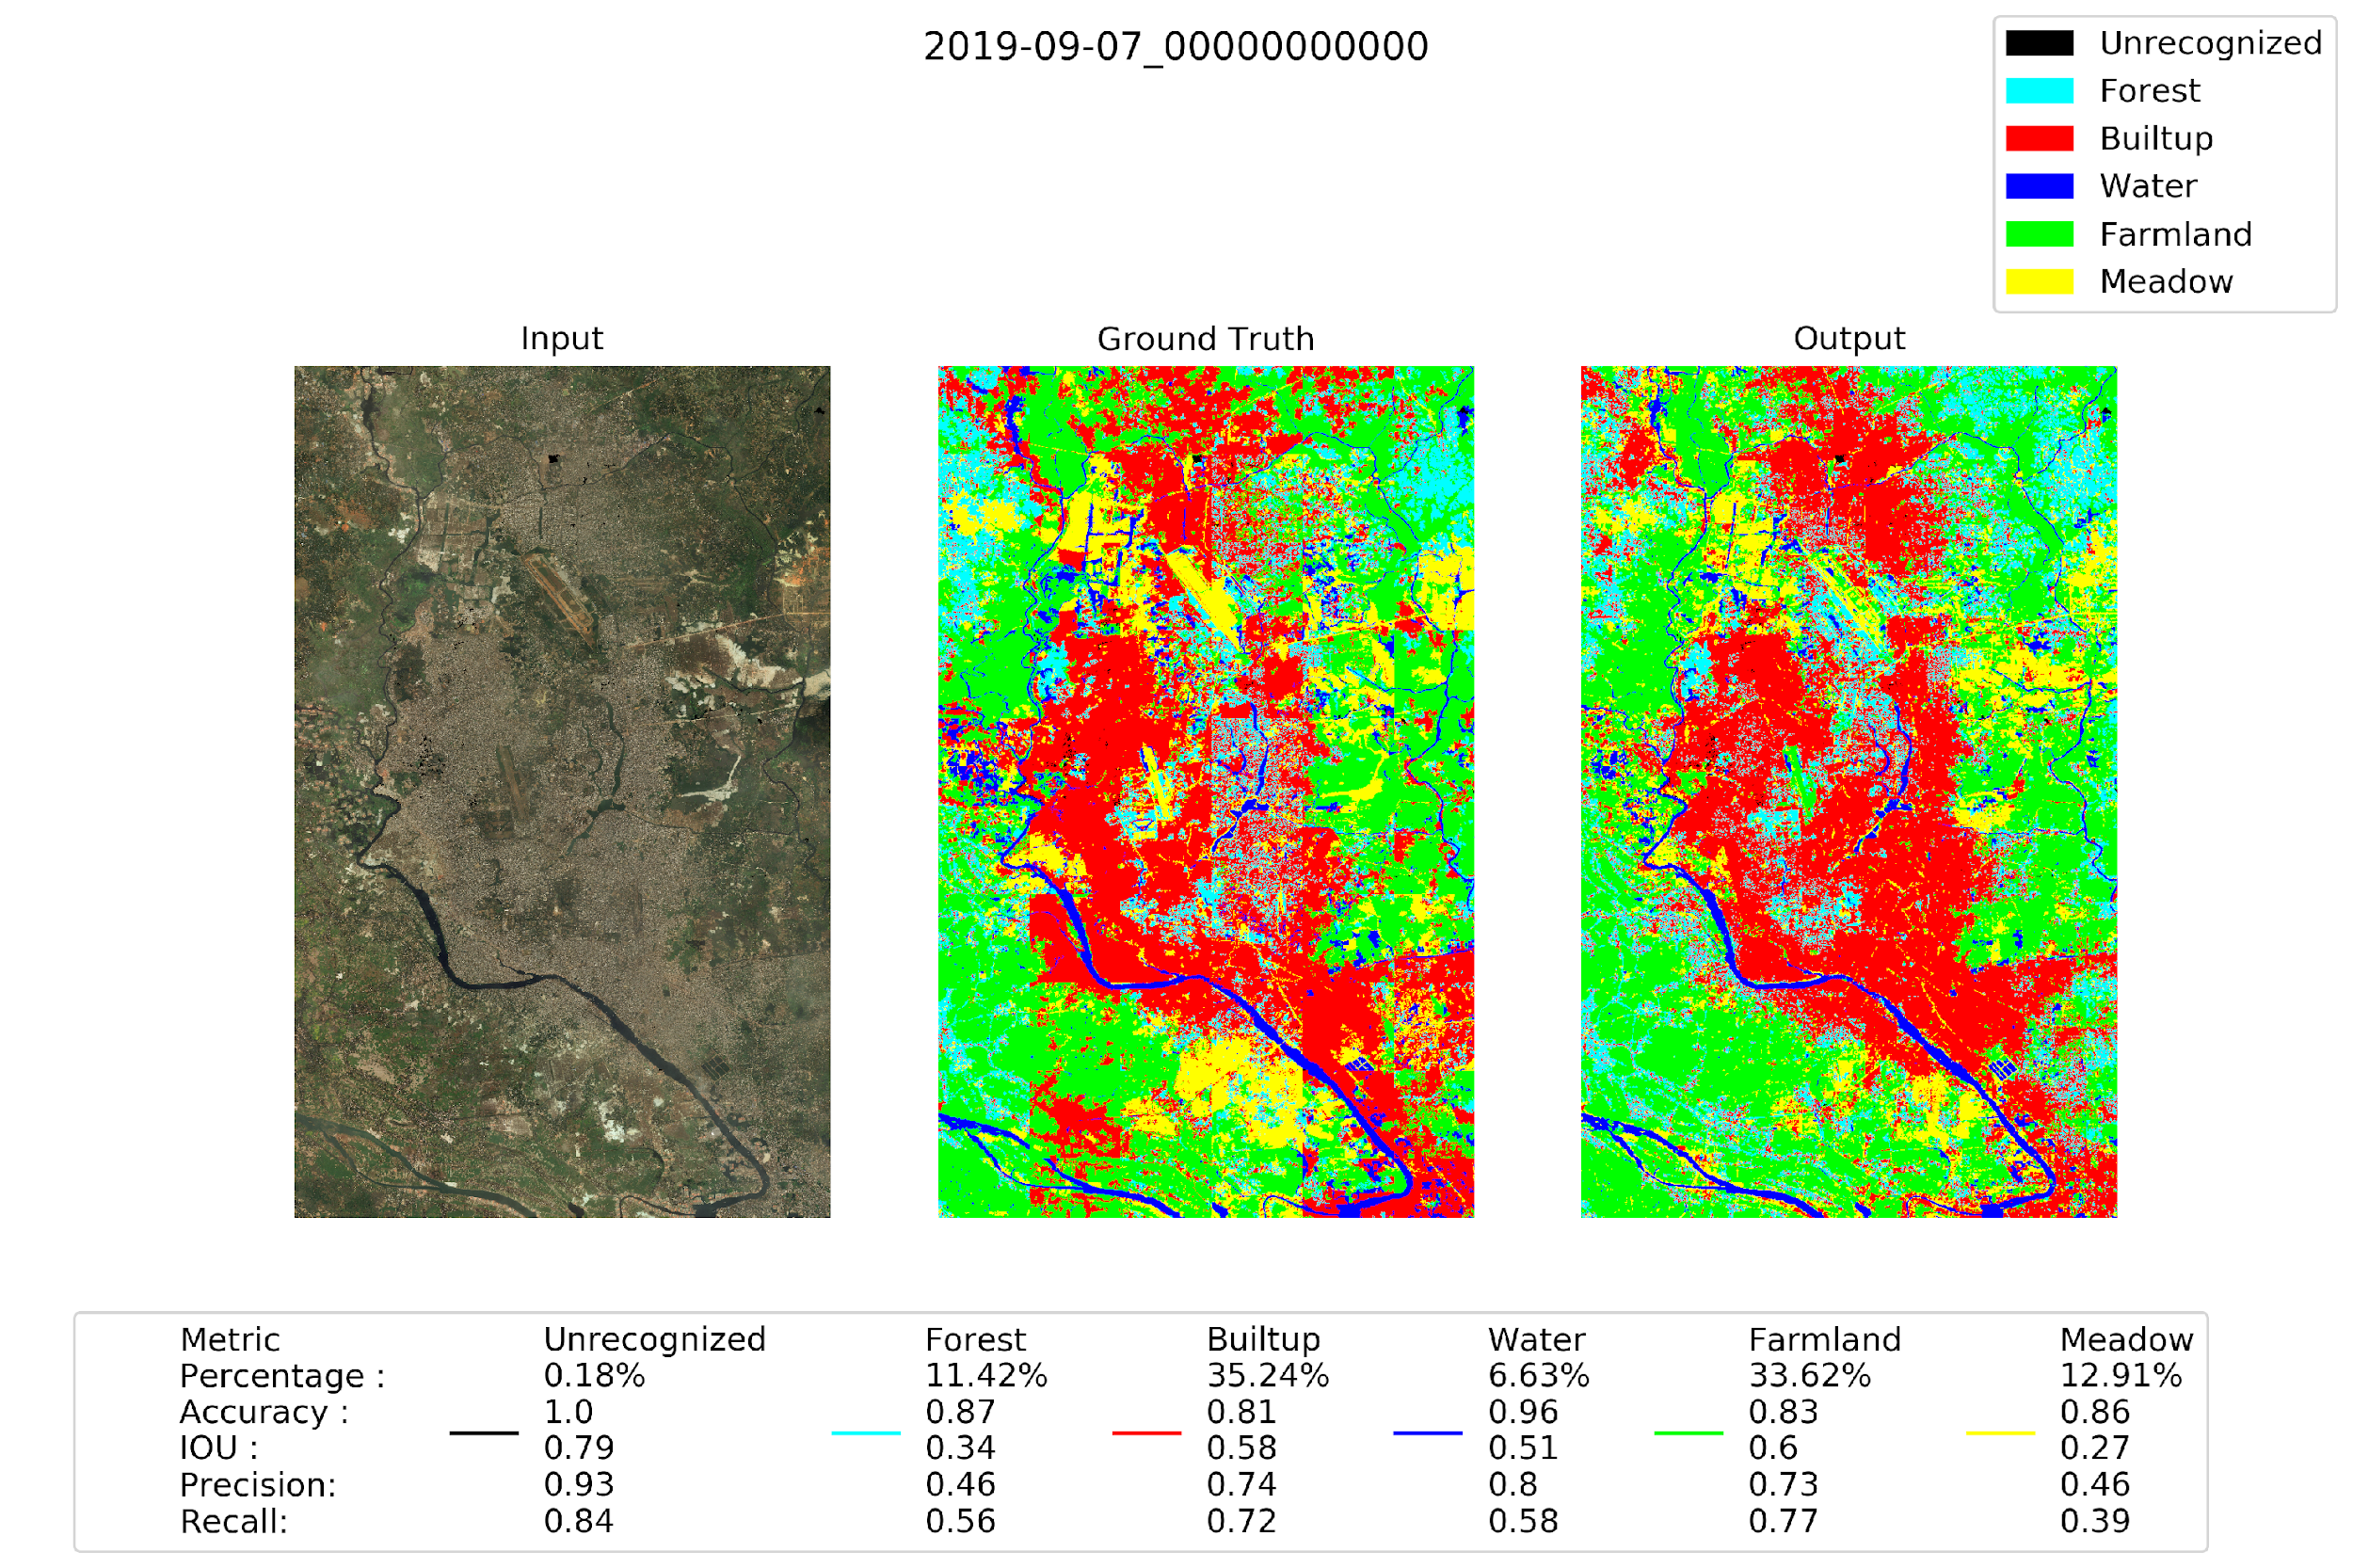 2019-09-07_00000000000
Unrecognized
Forest
Builtup
Water
Farmland
Meadow
Input Ground Truth Output
Metric Unrecognized Forest Builtup Water Farmland Meadow
Percentage : 0.18% 11.42% 35.24% 6.63% 33.62% 12.91%
Accuracy : 1.0 0.87 0.81 0.96 0.83 0.86
IOU : 0.79 0.34 0.58 0.51 0.6 0.27
Precision: 0.93 0.46 0.74 0.8 0.73 0.46
Recall: 0.84 0.56 0.72 0.58 0.77 0.39